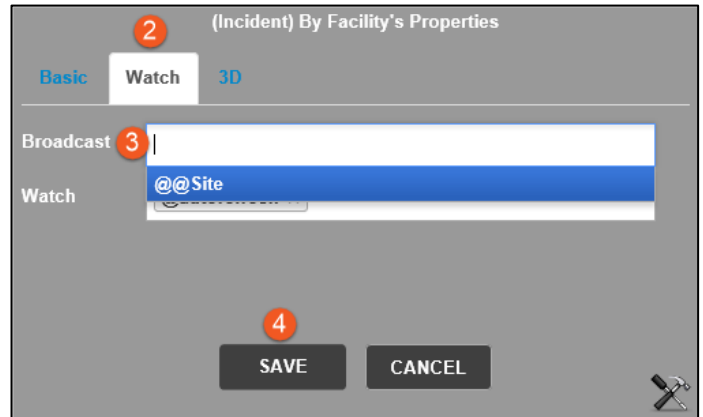 (Incident) By Facility's Properties
2
Basic Watch 3D
Broadcast 3
@@Site
Watch
4
SAVE CANCEL